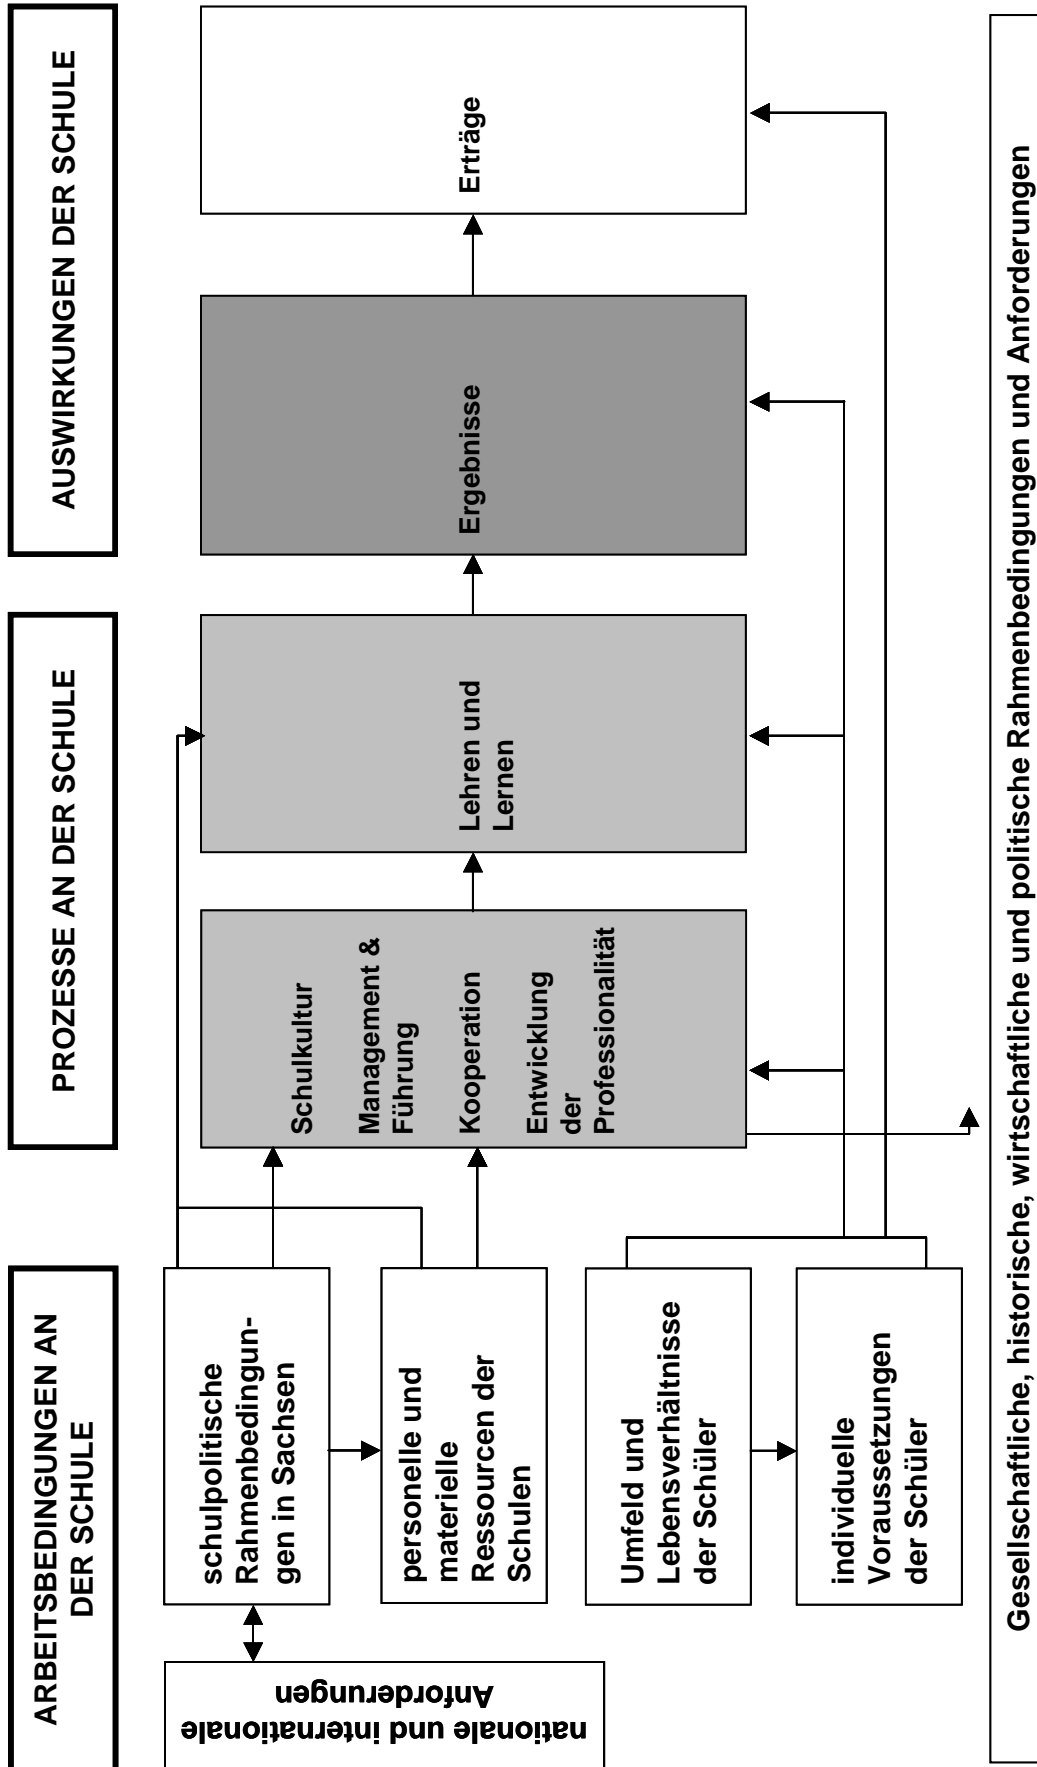 ARBEITSBEDINGUNGEN AN
DER SCHULE
PROZESSE AN DER SCHULE
AUSWIRKUNGEN DER SCHULE
nationale und internationale
Anforderungen
schulpolitische
Rahmenbedingun-
gen in Sachsen
personelle und
materielle
Ressourcen der
Schulen
Umfeld und
Lebensverhältnisse
der Schüler
individuelle
Voraussetzungen
der Schüler
Schulkultur
Management &
Führung
Kooperation
Entwicklung
der
Professionalität
Lehren und
Lernen
Ergebnisse
Erträge
Gesellschaftliche, historische, wirtschaftliche und politische Rahmenbedingungen und Anforderungen